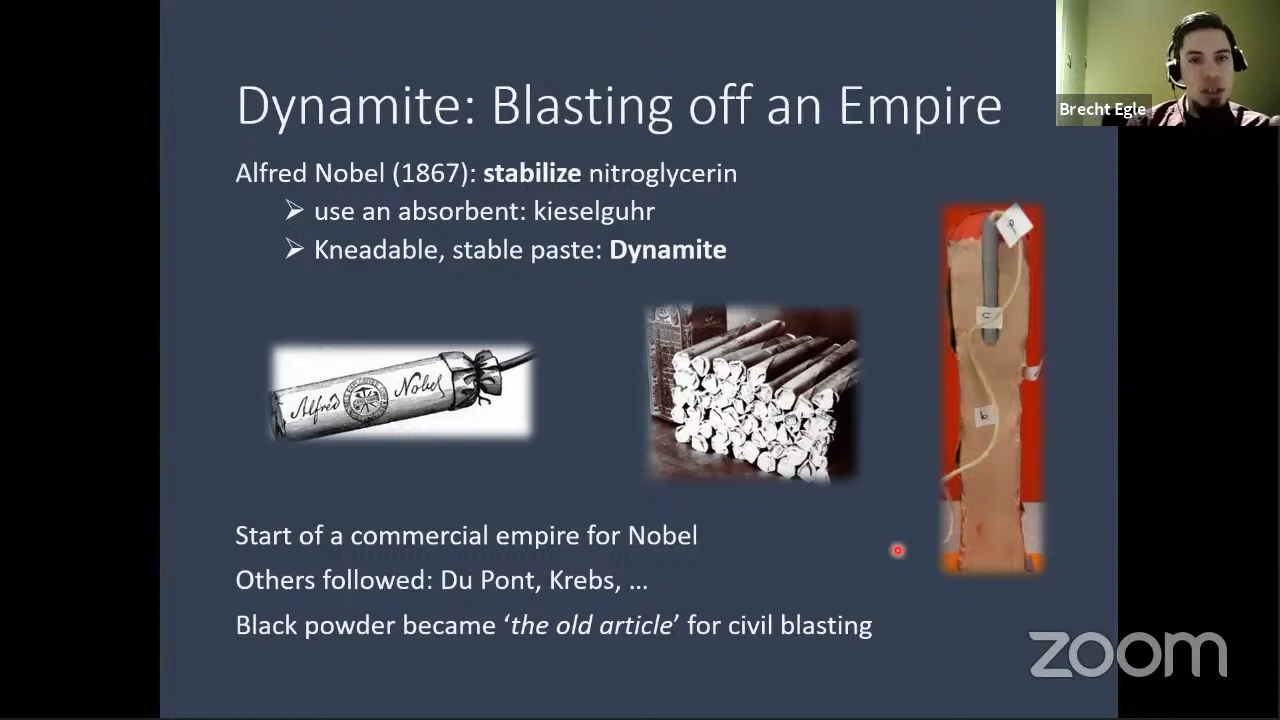 Dynamite: Blasting off an Empire
Brecht Egle
Alfred Nobel (1867): stabilize nitroglycerin
➢ use an absorbent: kieselguhr
➢ Kneadable, stable paste: Dynamite
Alfred Nobel
Start of a commercial empire for Nobel
Others followed: Du Pont, Krebs, …
Black powder became ‘the old article’ for civil blasting
zoom